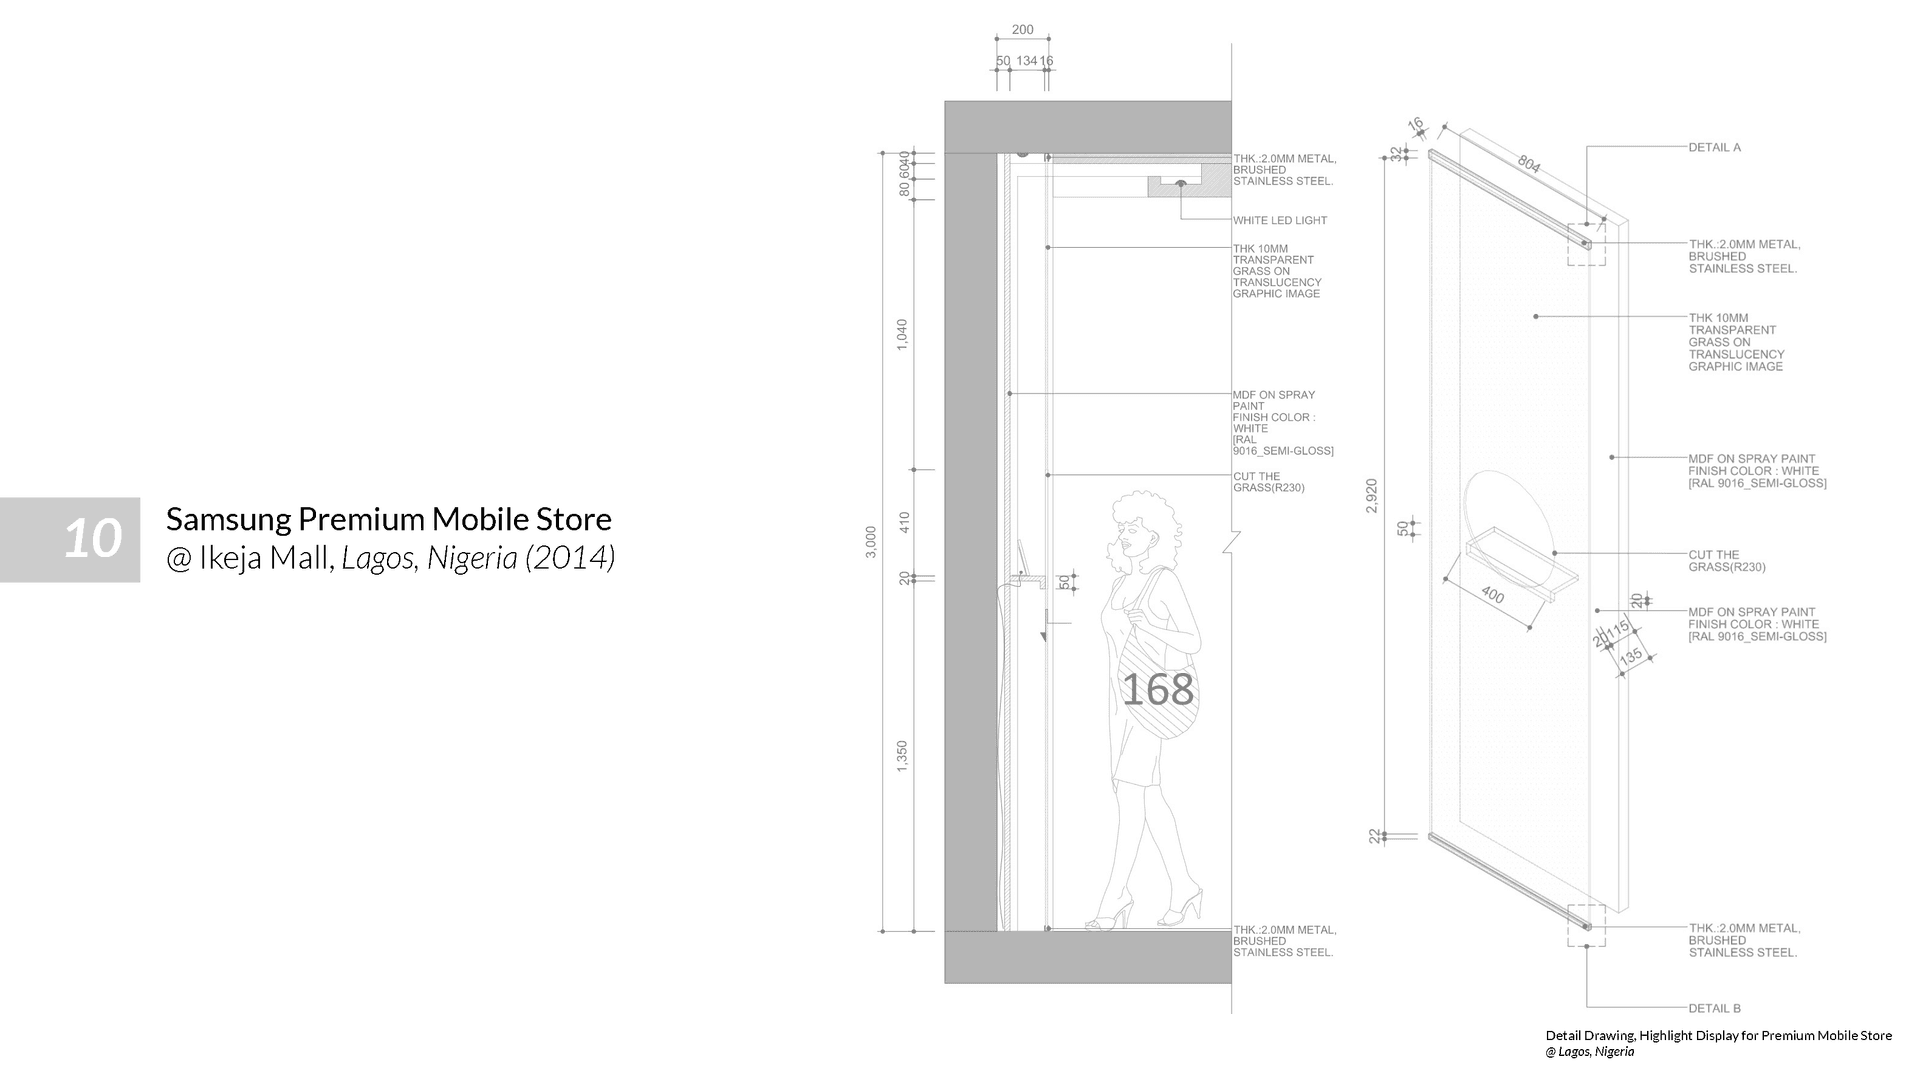 10
Samsung Premium Mobile Store
@ Ikeja Mall, Lagos, Nigeria (2014)
200
50 134 16
40
60
80
1,040
410
20
1,350
3,000
50
168
THK.:2.0MM METAL,
BRUSHED
STAINLESS STEEL.
WHITE LED LIGHT
THK 10MM
TRANSPARENT
GRASS ON
TRANSLUCENCY
GRAPHIC IMAGE
MDF ON SPRAY
PAINT
FINISH COLOR :
WHITE
[RAL
9016_SEMI-GLOSS]
CUT THE
GRASS(R230)
THK.:2.0MM METAL,
BRUSHED
STAINLESS STEEL.
16
32
804
2,920
50
400
22
20
20
115
135
DETAIL A
THK.:2.0MM METAL,
BRUSHED
STAINLESS STEEL.
THK 10MM
TRANSPARENT
GRASS ON
TRANSLUCENCY
GRAPHIC IMAGE
MDF ON SPRAY PAINT
FINISH COLOR : WHITE
[RAL 9016_SEMI-GLOSS]
CUT THE
GRASS(R230)
MDF ON SPRAY PAINT
FINISH COLOR : WHITE
[RAL 9016_SEMI-GLOSS]
THK.:2.0MM METAL,
BRUSHED
STAINLESS STEEL.
DETAIL B
Detail Drawing, Highlight Display for Premium Mobile Store
@ Lagos, Nigeria